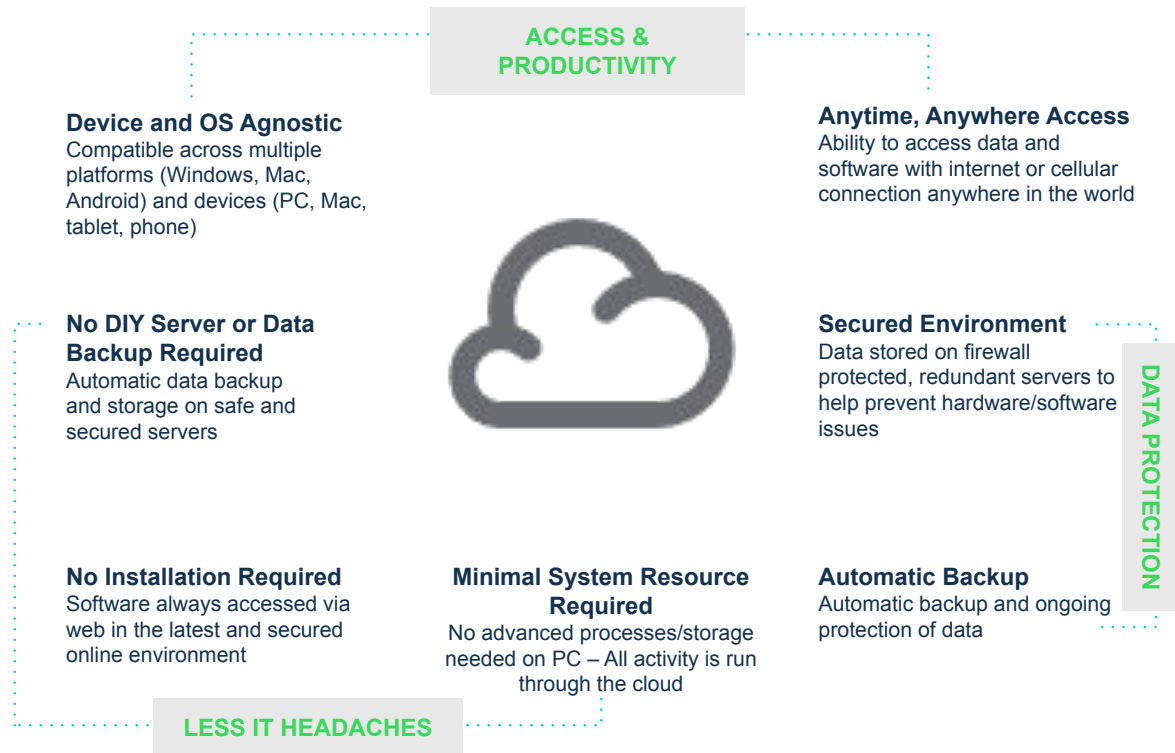 ACCESS &
PRODUCTIVITY
Device and OS Agnostic
Compatible across multiple
platforms (Windows, Mac,
Android) and devices (PC, Mac,
tablet, phone)
Anytime, Anywhere Access
Ability to access data and
software with internet or cellular
connection anywhere in the world
No DIY Server or Data
Backup Required
Automatic data backup
and storage on safe and
secured servers
Secured Environment
Data stored on firewall
protected, redundant servers to
help prevent hardware/software
issues
DATA PROTECTION
No Installation Required
Software always accessed via
web in the latest and secured
online environment
Minimal System Resource
Required
No advanced processes/storage
needed on PC – All activity is run
through the cloud
Automatic Backup
Automatic backup and ongoing
protection of data
LESS IT HEADACHES